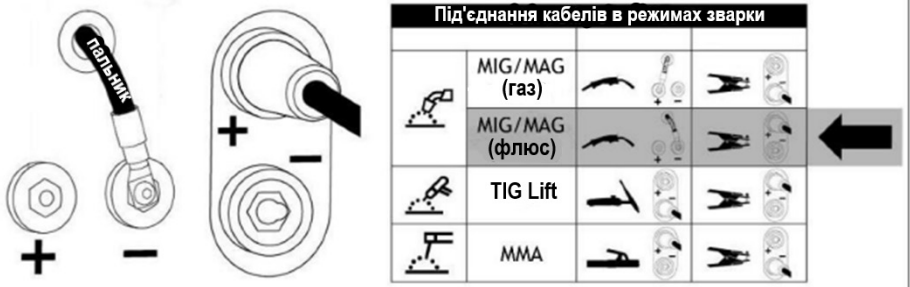 Під'єднання кабелів в режимах зварки
пальник
+
−
+
−
MIG/MAG
(газ)
+ −
+
−
MIG/MAG
(флюс)
+ −
+
−
TIG Lift
+
−
+
−
MMA
+
−
+
−